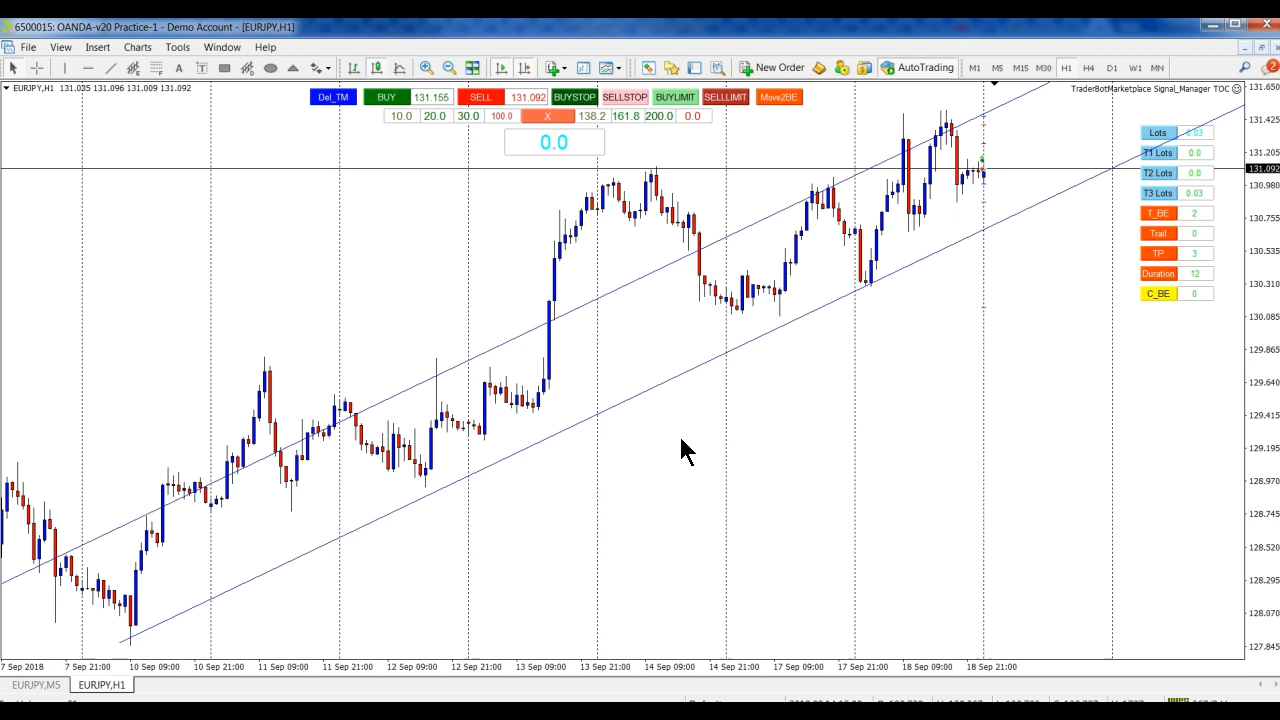 6500015: OANDA-v20 Practice-1 - Demo Account - [EURJPY,H1]
File View Insert Charts Tools Window Help
A T New Order AutoTrading M1 M5 M15 M30 H1 H4 D1 W1 MN 2
EURJPY,H1 131.035 131.096 131.009 131.092
TraderBotMarketplace Signal_Manager TOC
Del_TM BUY 131.155 SELL 131.092 BUYSTOP SELLSTOP BUYLIMIT SELLLIMIT Move2BE
10.0 20.0 30.0 100.0 X 138.2 161.8 200.0 0.0
0.0
Lots 0.03
T1 Lots 0.0
T2 Lots 0.0
T3 Lots 0.03
T_BE 2
Trail 0
TP 3
Duration 12
C_BE 0
131.650
131.425
131.205
131.092
130.980
130.755
130.535
130.310
130.085
129.865
129.640
129.415
129.195
128.970
128.745
128.520
128.295
128.070
127.845
7 Sep 2018 7 Sep 21:00 10 Sep 09:00 10 Sep 21:00 11 Sep 09:00 11 Sep 21:00 12 Sep 09:00 12 Sep 21:00 13 Sep 09:00 13 Sep 21:00 14 Sep 09:00 14 Sep 21:00 17 Sep 09:00 17 Sep 21:00 18 Sep 09:00 18 Sep 21:00
EURJPY,M5 EURJPY,H1